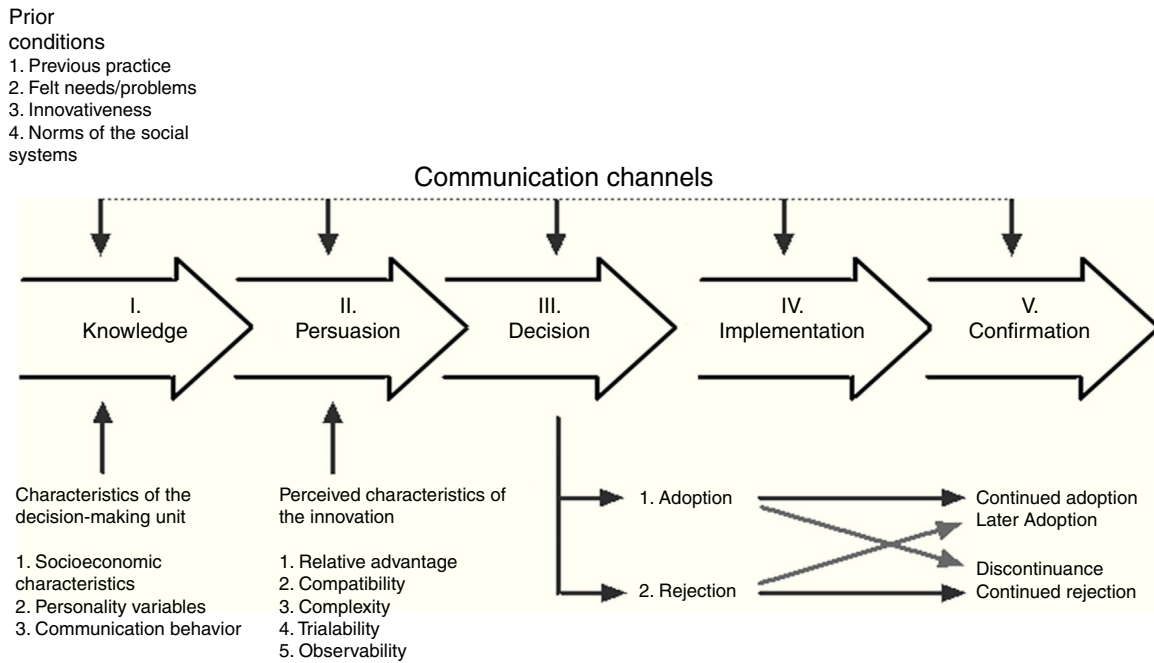 Prior
conditions
1. Previous practice
2. Felt needs/problems
3. Innovativeness
4. Norms of the social
systems
Communication channels
I.
Knowledge
II.
Persuasion
III.
Decision
IV.
Implementation
V.
Confirmation
Characteristics of the
decision-making unit
1. Socioeconomic
characteristics
2. Personality variables
3. Communication behavior
Perceived characteristics of
the innovation
1. Relative advantage
2. Compatibility
3. Complexity
4. Trialability
5. Observability
1. Adoption
2. Rejection
Continued adoption
Later Adoption
Discontinuance
Continued rejection